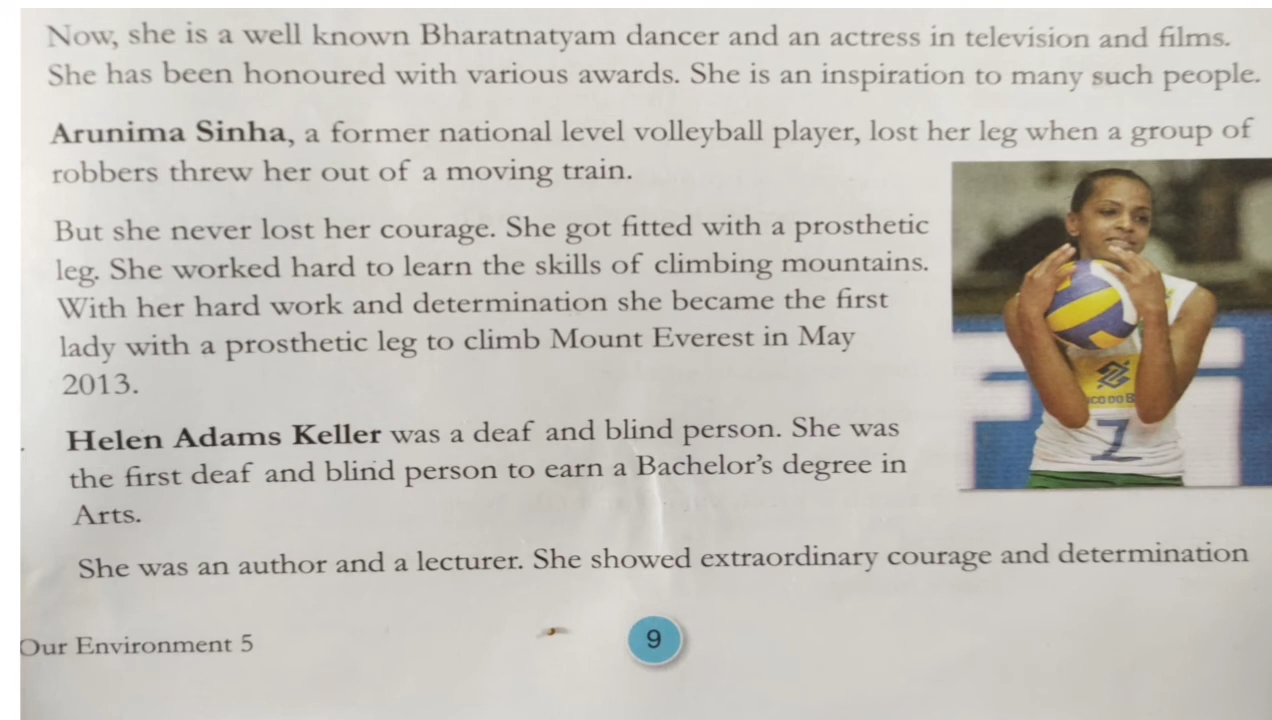 Now, she is a well known Bharatnatyam dancer and an actress in television and films.
She has been honoured with various awards. She is an inspiration to many such people.
Arunima Sinha, a former national level volleyball player, lost her leg when a group of
robbers threw her out of a moving train.
But she never lost her courage. She got fitted with a prosthetic
leg. She worked hard to learn the skills of climbing mountains.
With her hard work and determination she became the first
lady with a prosthetic leg to climb Mount Everest in May
2013.
CO DO B
7
Helen Adams Keller was a deaf and blind person. She was
the first deaf and blind person to earn a Bachelor's degree in
Arts.
She was an author and a lecturer. She showed extraordinary courage and determination
Our Environment 5
9